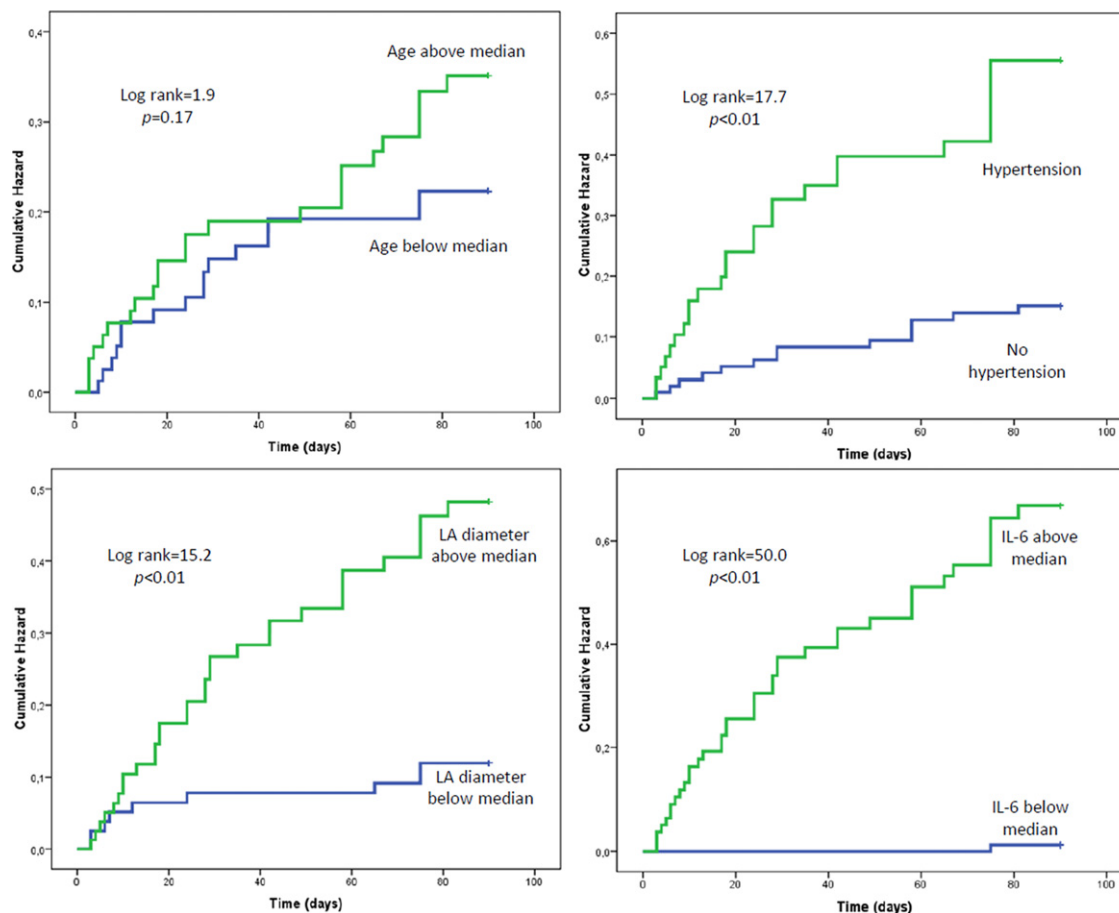 0,4
0,3
0,2
0,1
0,0
Cumulative Hazard
Log rank=1.9
p=0.17
Age above median
Age below median
0 20 40 60 80 100
Time (days)
0,6
0,5
0,4
0,3
0,2
0,1
0,0
Cumulative Hazard
Log rank=17.7
p<0.01
Hypertension
No
hypertension
0 20 40 60 80 100
Time (days)
0,5
0,4
0,3
0,2
0,1
0,0
Cumulative Hazard
Log rank=15.2
p<0.01
LA diameter
above median
LA diameter
below median
0 20 40 60 80 100
Time (days)
0,6
0,4
0,2
0,0
Cumulative Hazard
Log rank=50.0
p<0.01
IL-6 above
median
IL-6 below
median
0 20 40 60 80 100
Time (days)